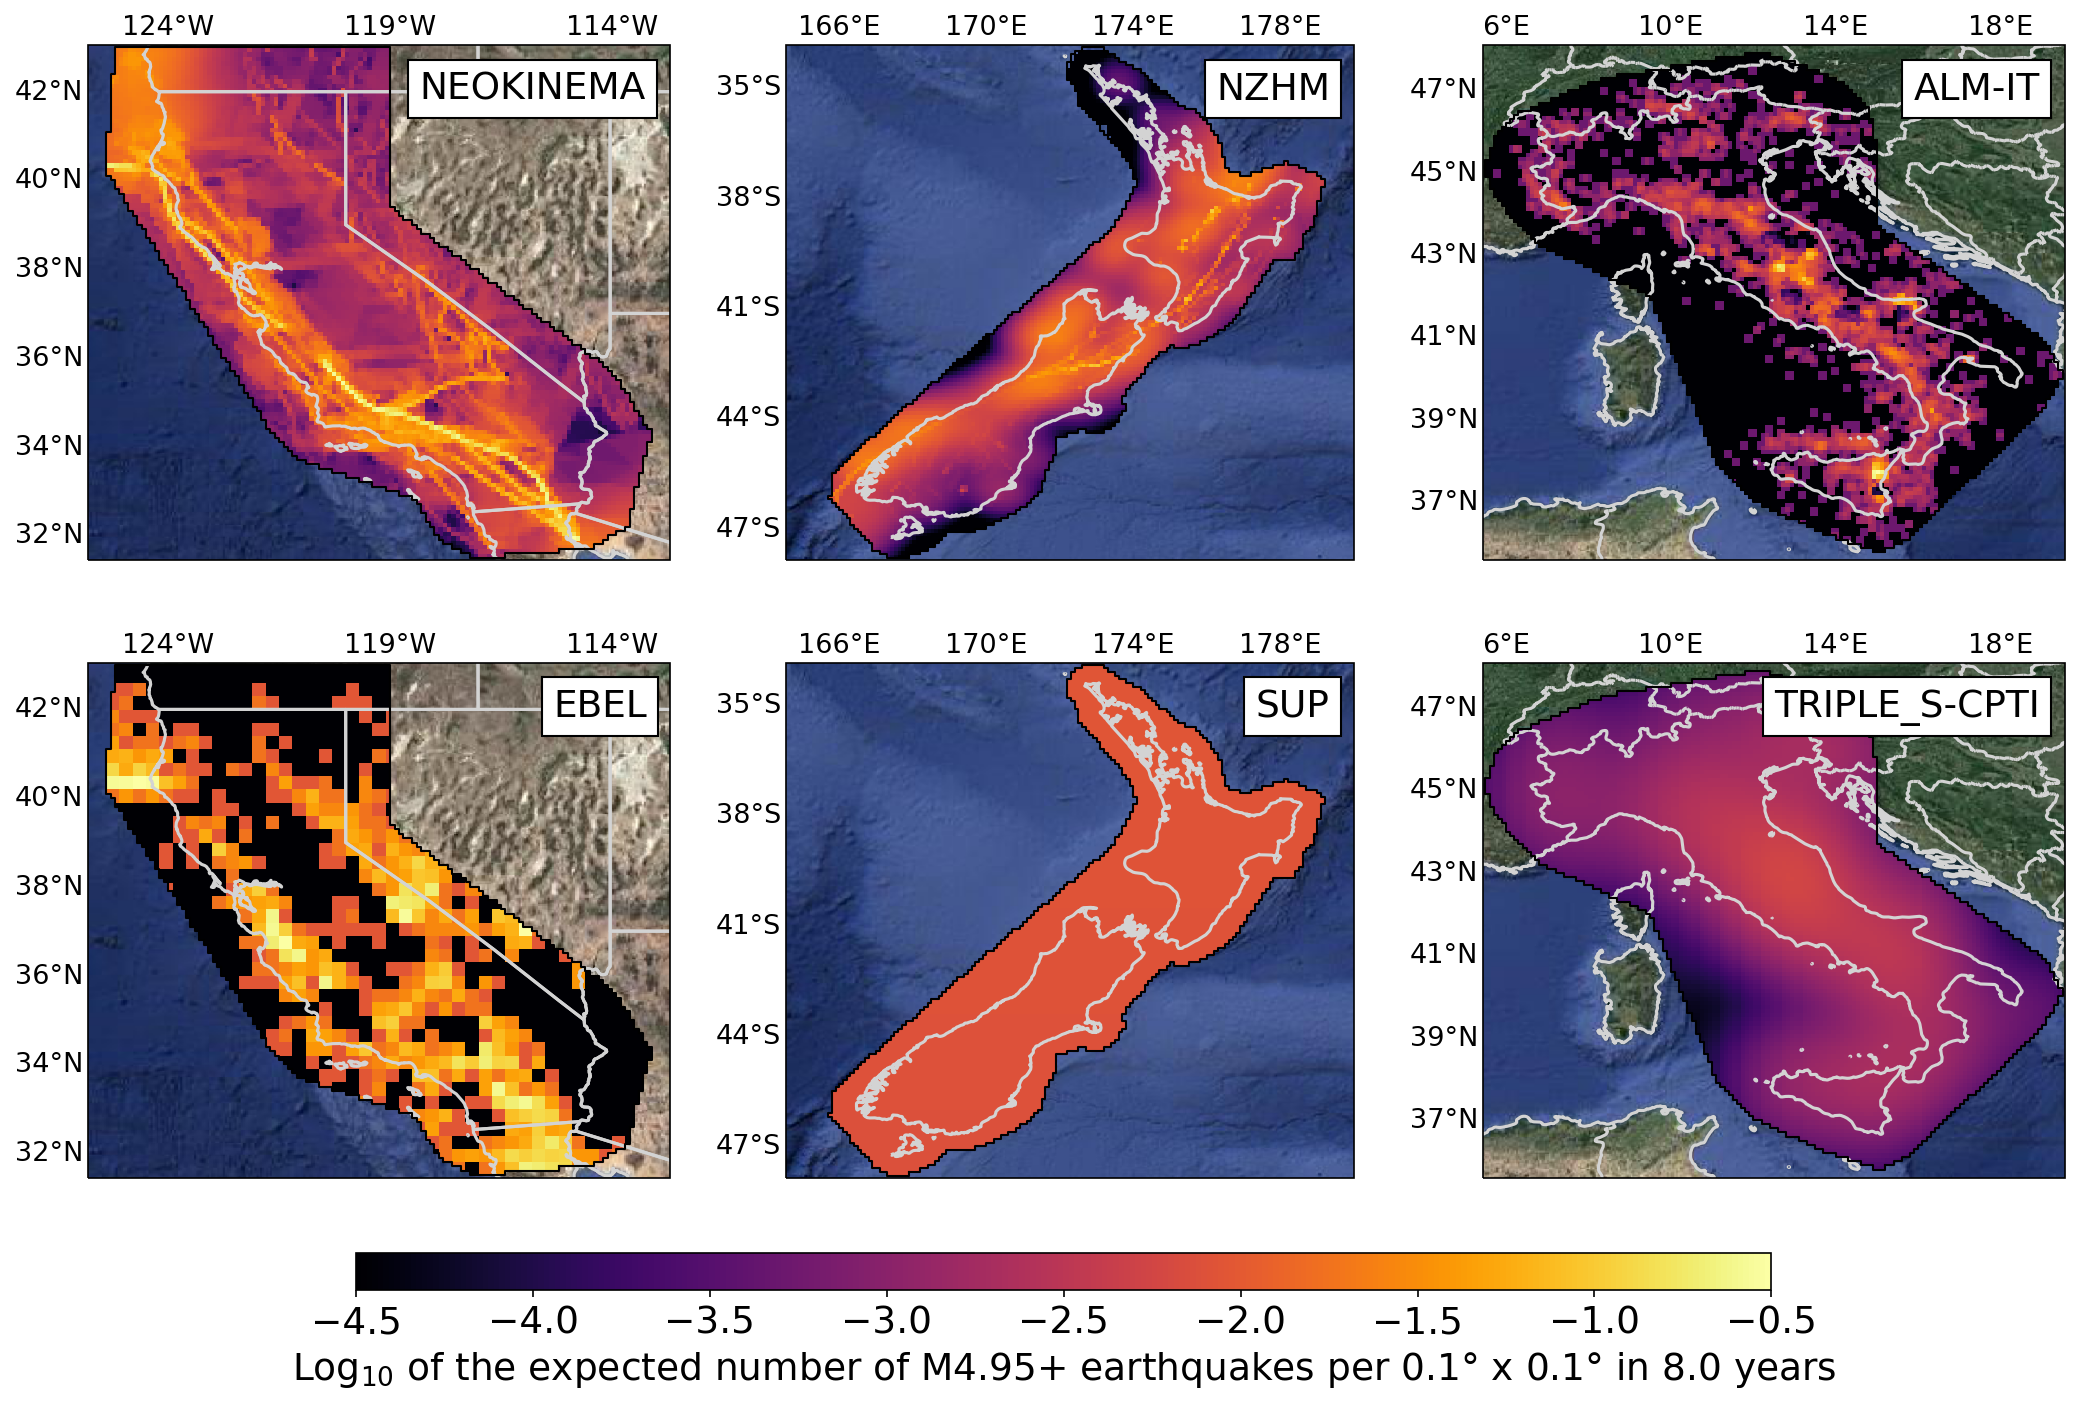 124°W 119°W 114°W 166°E 170°E 174°E 178°E 6°E 10°E 14°E 18°E
NEOKINEMA NZHM ALM-IT
42°N 40°N 38°N 36°N 34°N 32°N
35°S 38°S 41°S 44°S 47°S
47°N 45°N 43°N 41°N 39°N 37°N
124°W 119°W 114°W 166°E 170°E 174°E 178°E 6°E 10°E 14°E 18°E
EBEL SUP TRIPLE_S-CPTI
42°N 40°N 38°N 36°N 34°N 32°N
35°S 38°S 41°S 44°S 47°S
47°N 45°N 43°N 41°N 39°N 37°N
−4.5 −4.0 −3.5 −3.0 −2.5 −2.0 −1.5 −1.0 −0.5
Log₁₀ of the expected number of M4.95+ earthquakes per 0.1° x 0.1° in 8.0 years